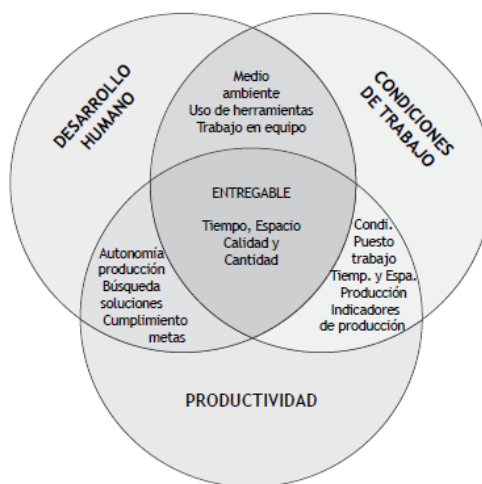 DESARROLLO
HUMANO
Medio
ambiente
Uso de herramientas
Trabajo en equipo
CONDICIONES
DE TRABAJO
ENTREGABLE
Tiempo, Espacio
Calidad y
Cantidad
Autonomía
producción
Búsqueda
soluciones
Cumplimiento
metas
Condi.
Puesto
trabajo
Tiemp. y Espa.
Producción
Indicadores
de producción
PRODUCTIVIDAD